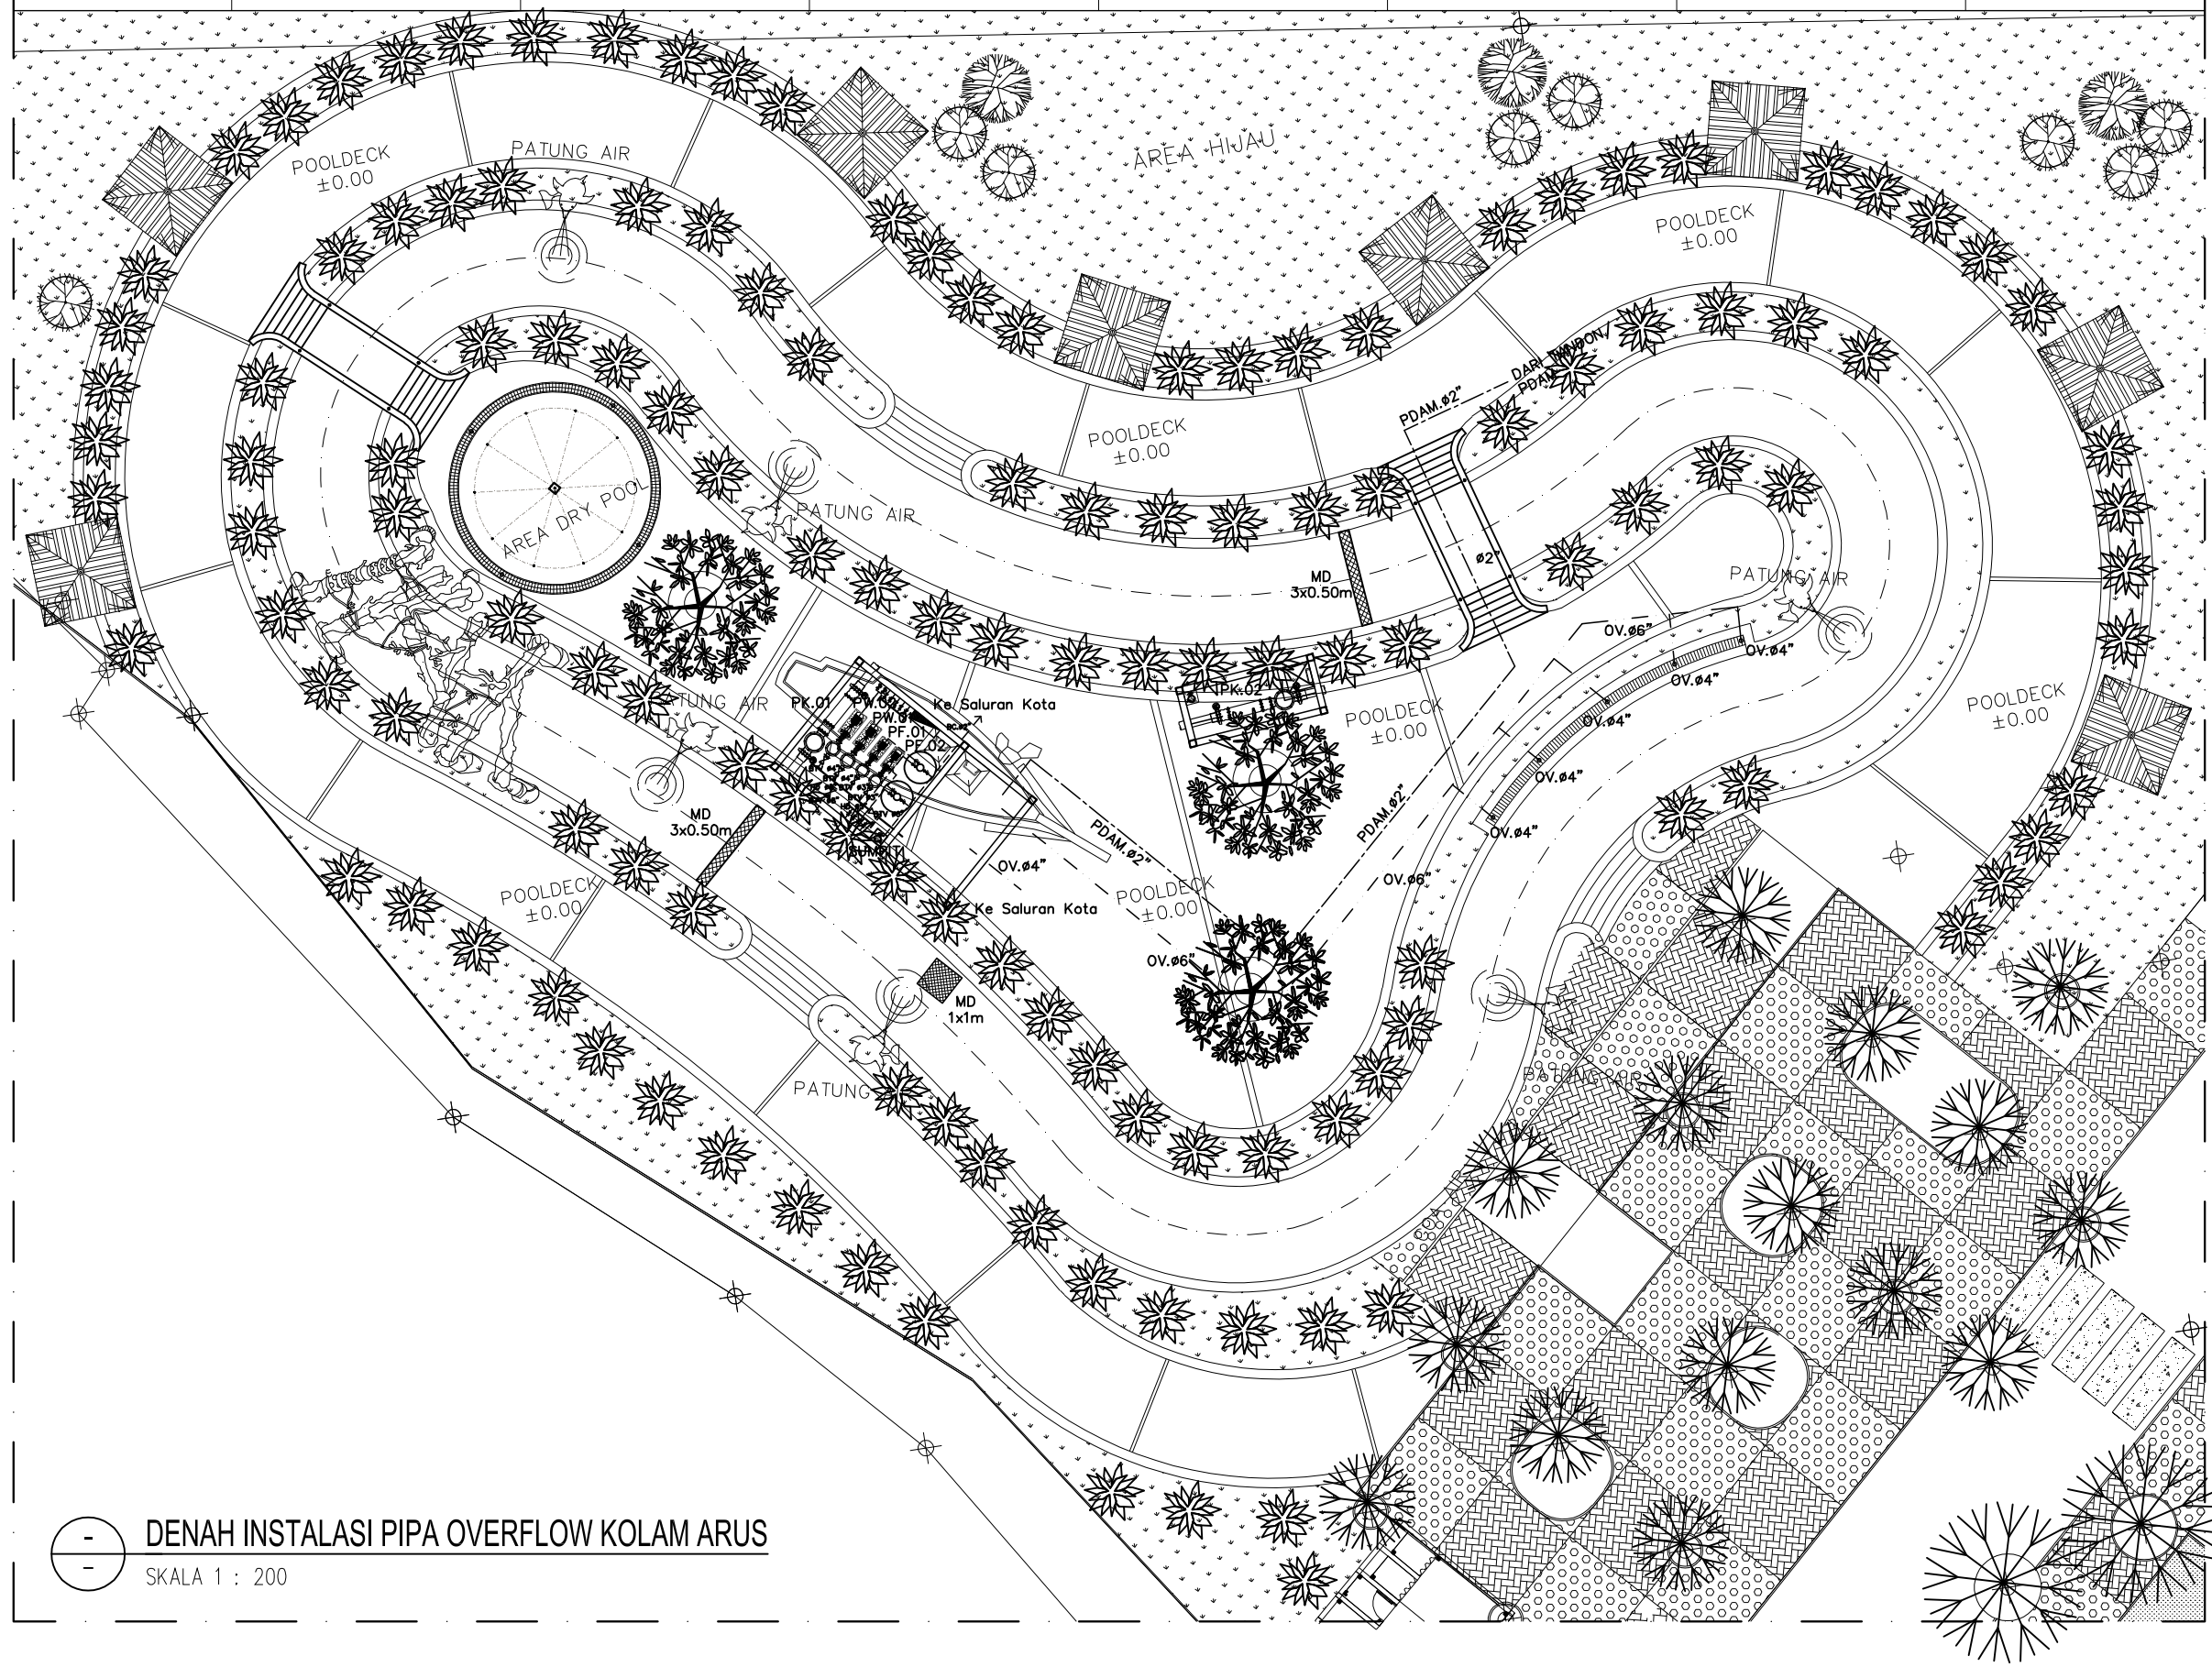 PATUNG AIR
POOLDECK
±0.00
AREA HIJAU
POOLDECK
±0.00
DARI TANDON/
PDAM
PDAM.ø2”
POOLDECK
±0.00
AREA DRY POOL
PATUNG AIR
ø2”
MD
3x0.50m
PATUNG AIR
OV.ø6”
OV.ø4”
OV.ø4”
OV.ø4”
OV.ø4”
OV.ø4”
PATUNG AIR
PK.01
PW.01
PF.01
PF.02
Ke Saluran Kota
PK.02
POOLDECK
±0.00
POOLDECK
±0.00
MD
3x0.50m
SUMPIT
PDAM.ø2”
PDAM.ø2”
OV.ø4”
OV.ø6”
POOLDECK
±0.00
POOLDECK
±0.00
Ke Saluran Kota
OV.ø6”
MD
1x1m
PATUNG
DENAH INSTALASI PIPA OVERFLOW KOLAM ARUS
SKALA 1 : 200